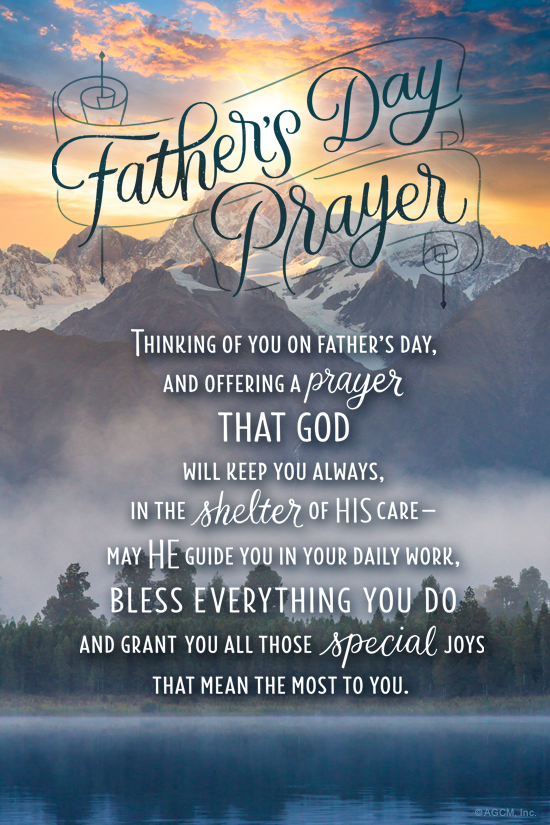 Father's Day
Prayer
THINKING OF YOU ON FATHER'S DAY,
AND OFFERING A prayer
THAT GOD
WILL KEEP YOU ALWAYS,
IN THE shelter OF HIS CARE–
MAY HE GUIDE YOU IN YOUR DAILY WORK,
BLESS EVERYTHING YOU DO
AND GRANT YOU ALL THOSE special JOYS
THAT MEAN THE MOST TO YOU.
©AGCM, Inc.